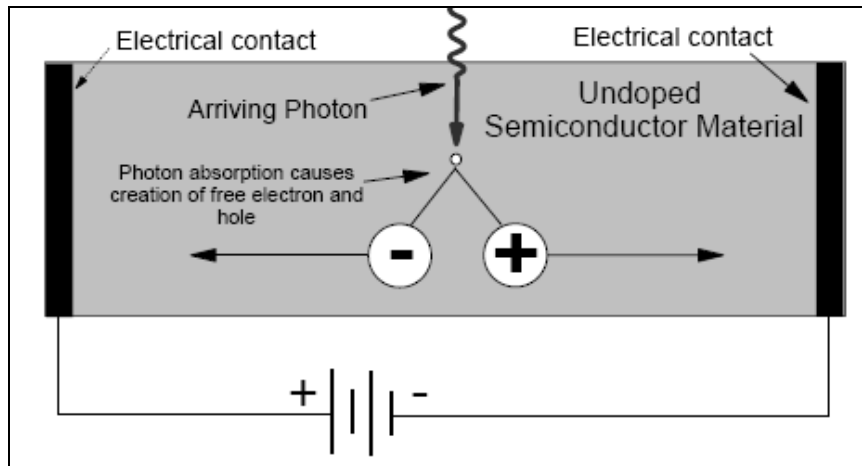 Electrical contact
Electrical contact
Arriving Photon
Undoped
Semiconductor Material
Photon absorption causes
creation of free electron and
hole
- +
+ -